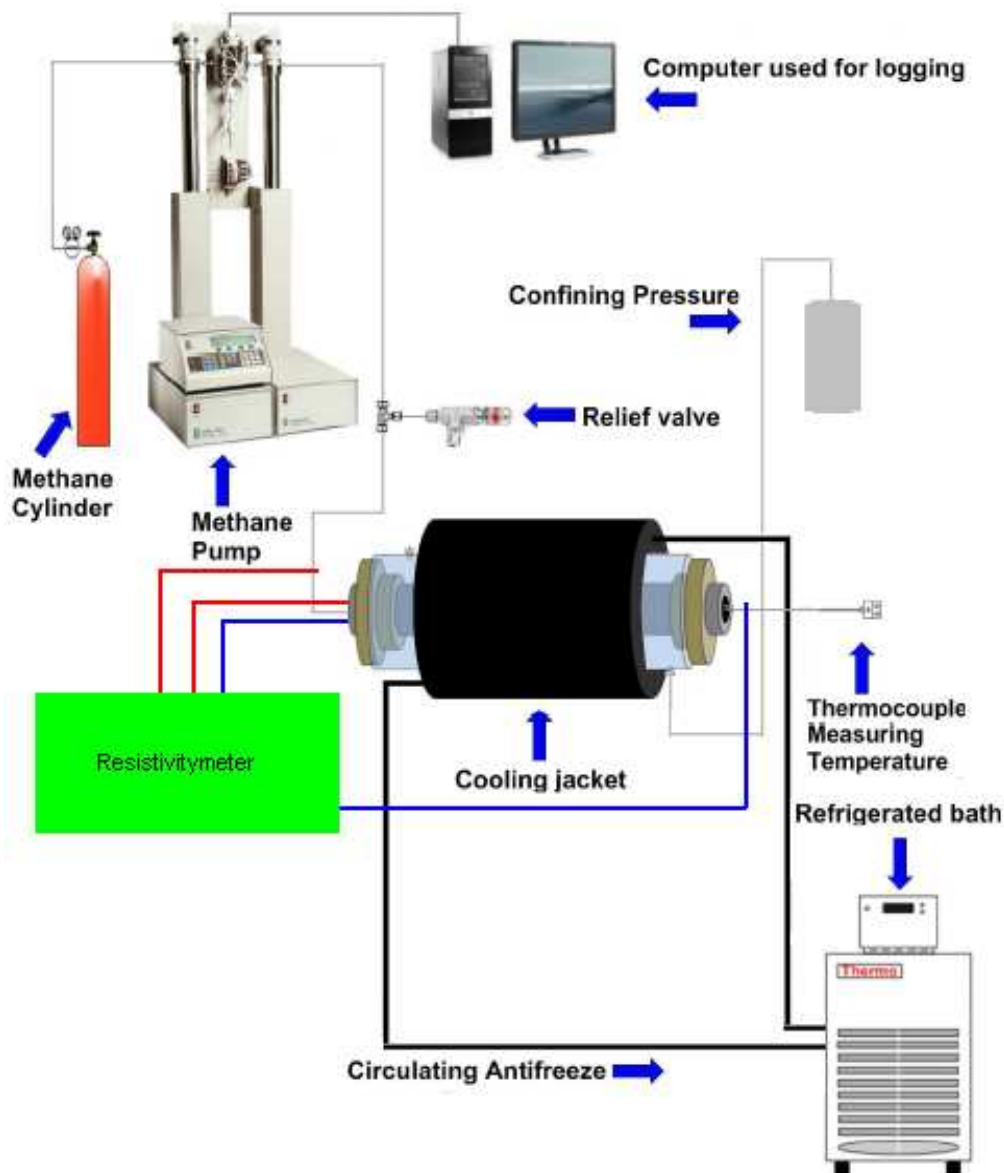 Computer used for logging
Confining Pressure
Relief valve
Methane
Cylinder
Methane
Pump
Resistivitymeter
Cooling jacket
Thermocouple
Measuring
Temperature
Refrigerated bath
Thermo
Circulating Antifreeze